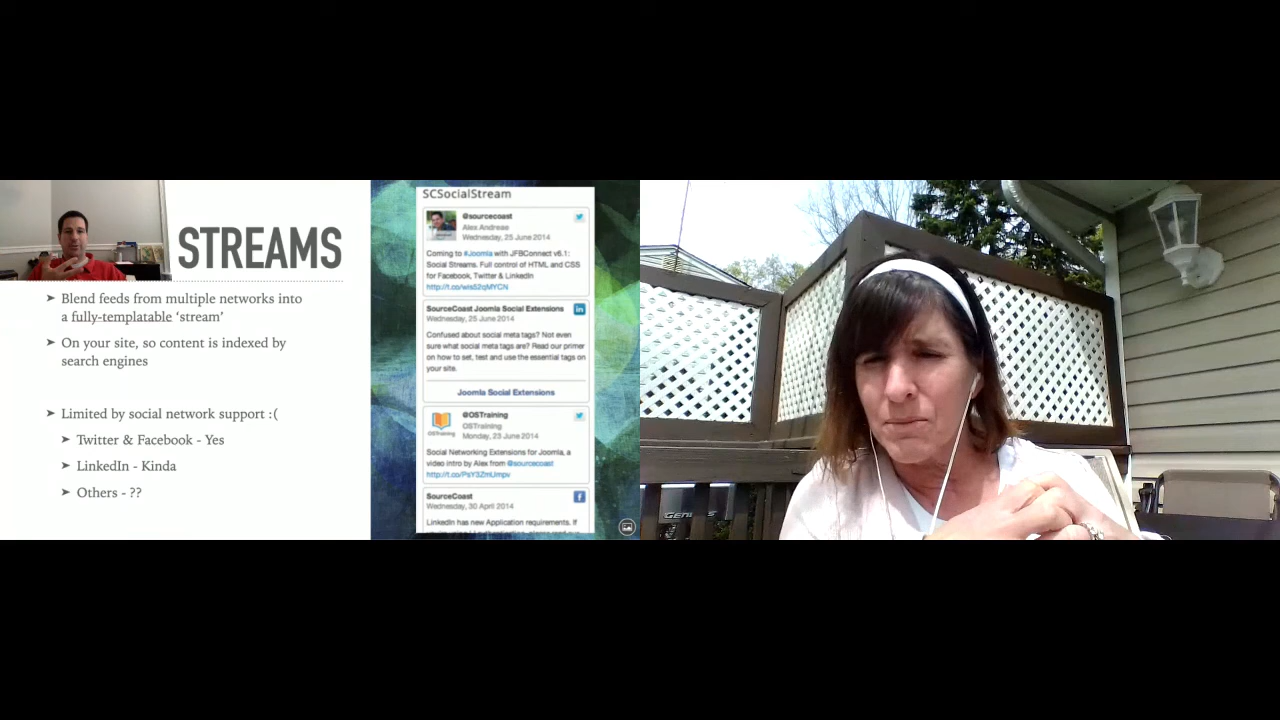 STREAMS
➤ Blend feeds from multiple networks into
a fully-templatable ‘stream’
➤ On your site, so content is indexed by
search engines
➤ Limited by social network support :(
➤ Twitter & Facebook - Yes
➤ LinkedIn - Kinda
➤ Others - ??
SCSocialStream
@sourcecoast
Alex Andreae
Wednesday, 25 June 2014
Coming to #Joomla with JFBConnect v6.1:
Social Streams. Full control of HTML and CSS
for Facebook, Twitter & LinkedIn
SourceCoast Joomla Social Extensions
in
Wednesday, 25 June 2014
Confused about social meta tags? Not even
sure what social meta tags are? Read our primer
on how to set, test and use the essential tags on
your site.
Joomla Social Extensions
@OSTraining
OSTraining
OSTraining
Monday, 23 June 2014
Social Networking Extensions for Joomla, a
video intro by Alex from @sourcecoast
SourceCoast
f
Wednesday, 30 April 2014
LinkedIn has new Application requirements. If